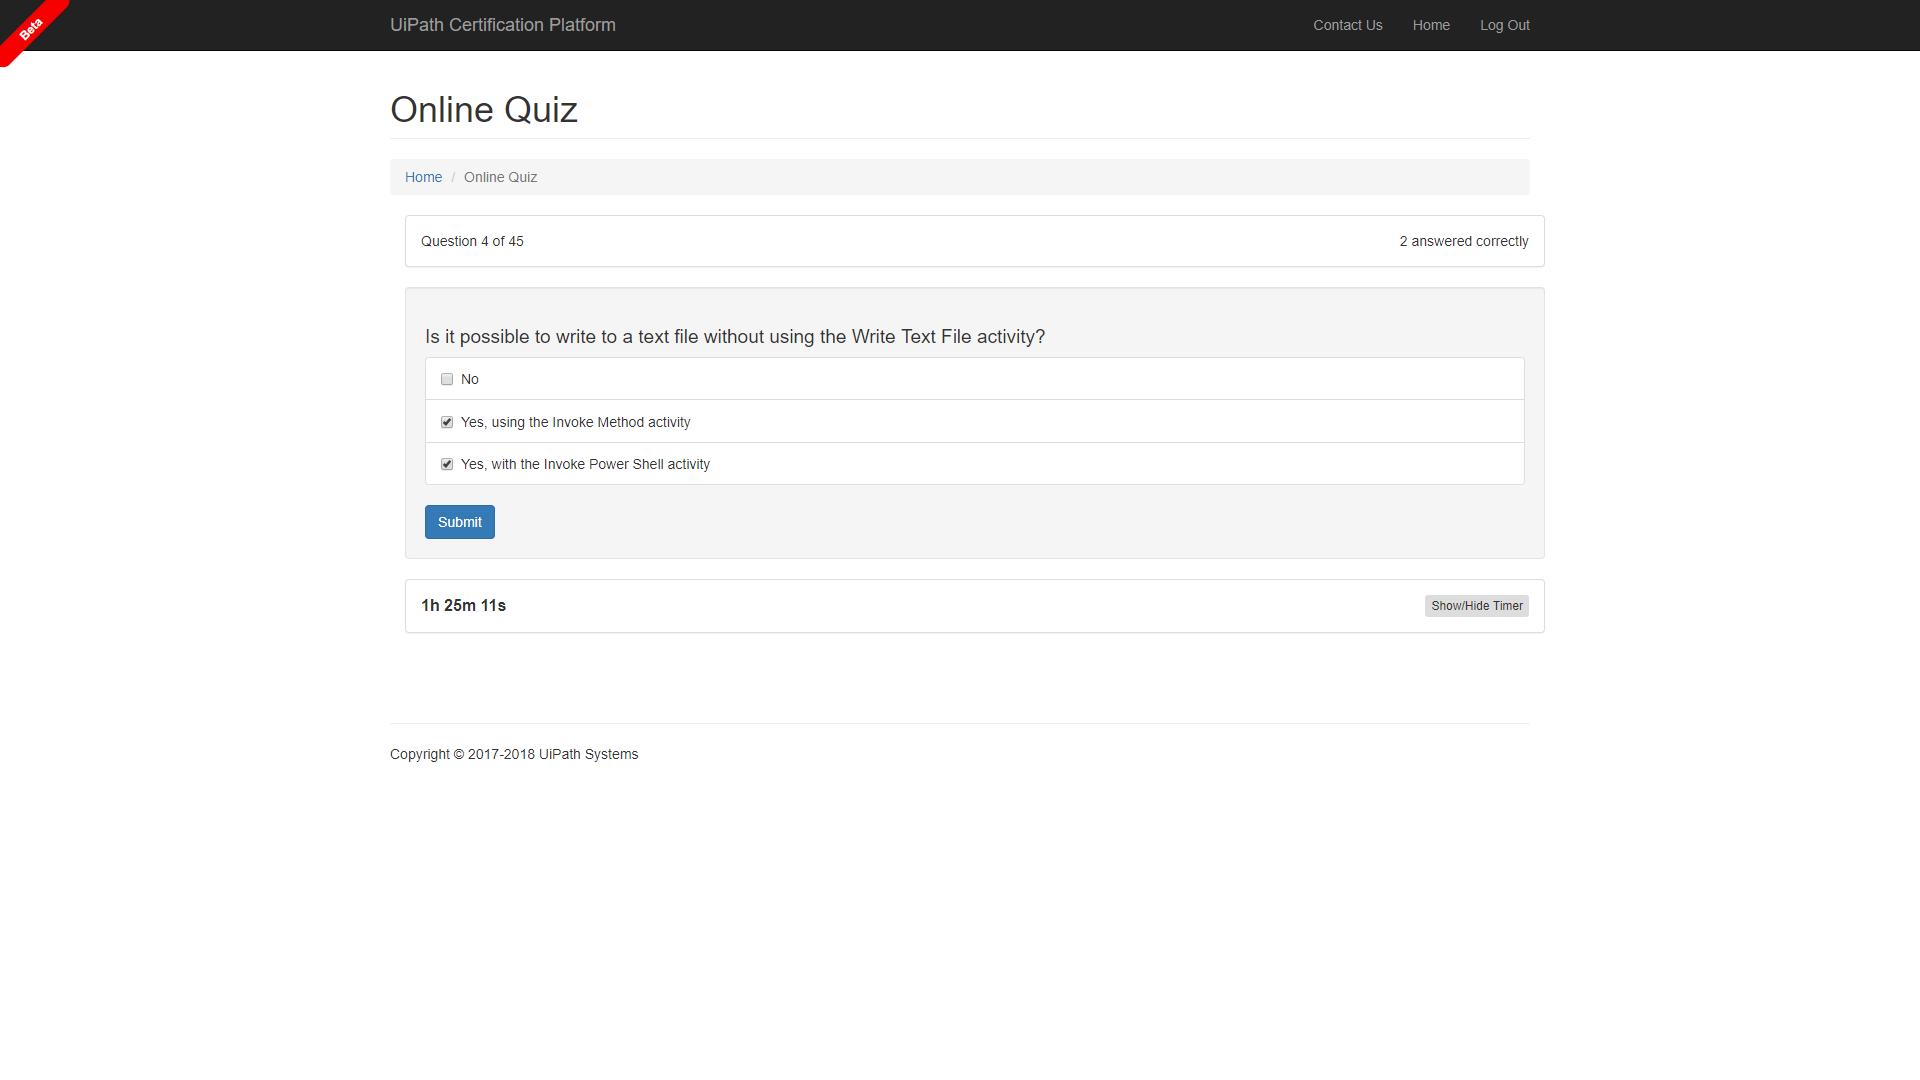 Beta
UiPath Certification Platform
Contact Us
Home
Log Out
Online Quiz
Home / Online Quiz
Question 4 of 45
2 answered correctly
Is it possible to write to a text file without using the Write Text File activity?
No
Yes, using the Invoke Method activity
Yes, with the Invoke Power Shell activity
Submit
1h 25m 11s
Show/Hide Timer
Copyright © 2017-2018 UiPath Systems